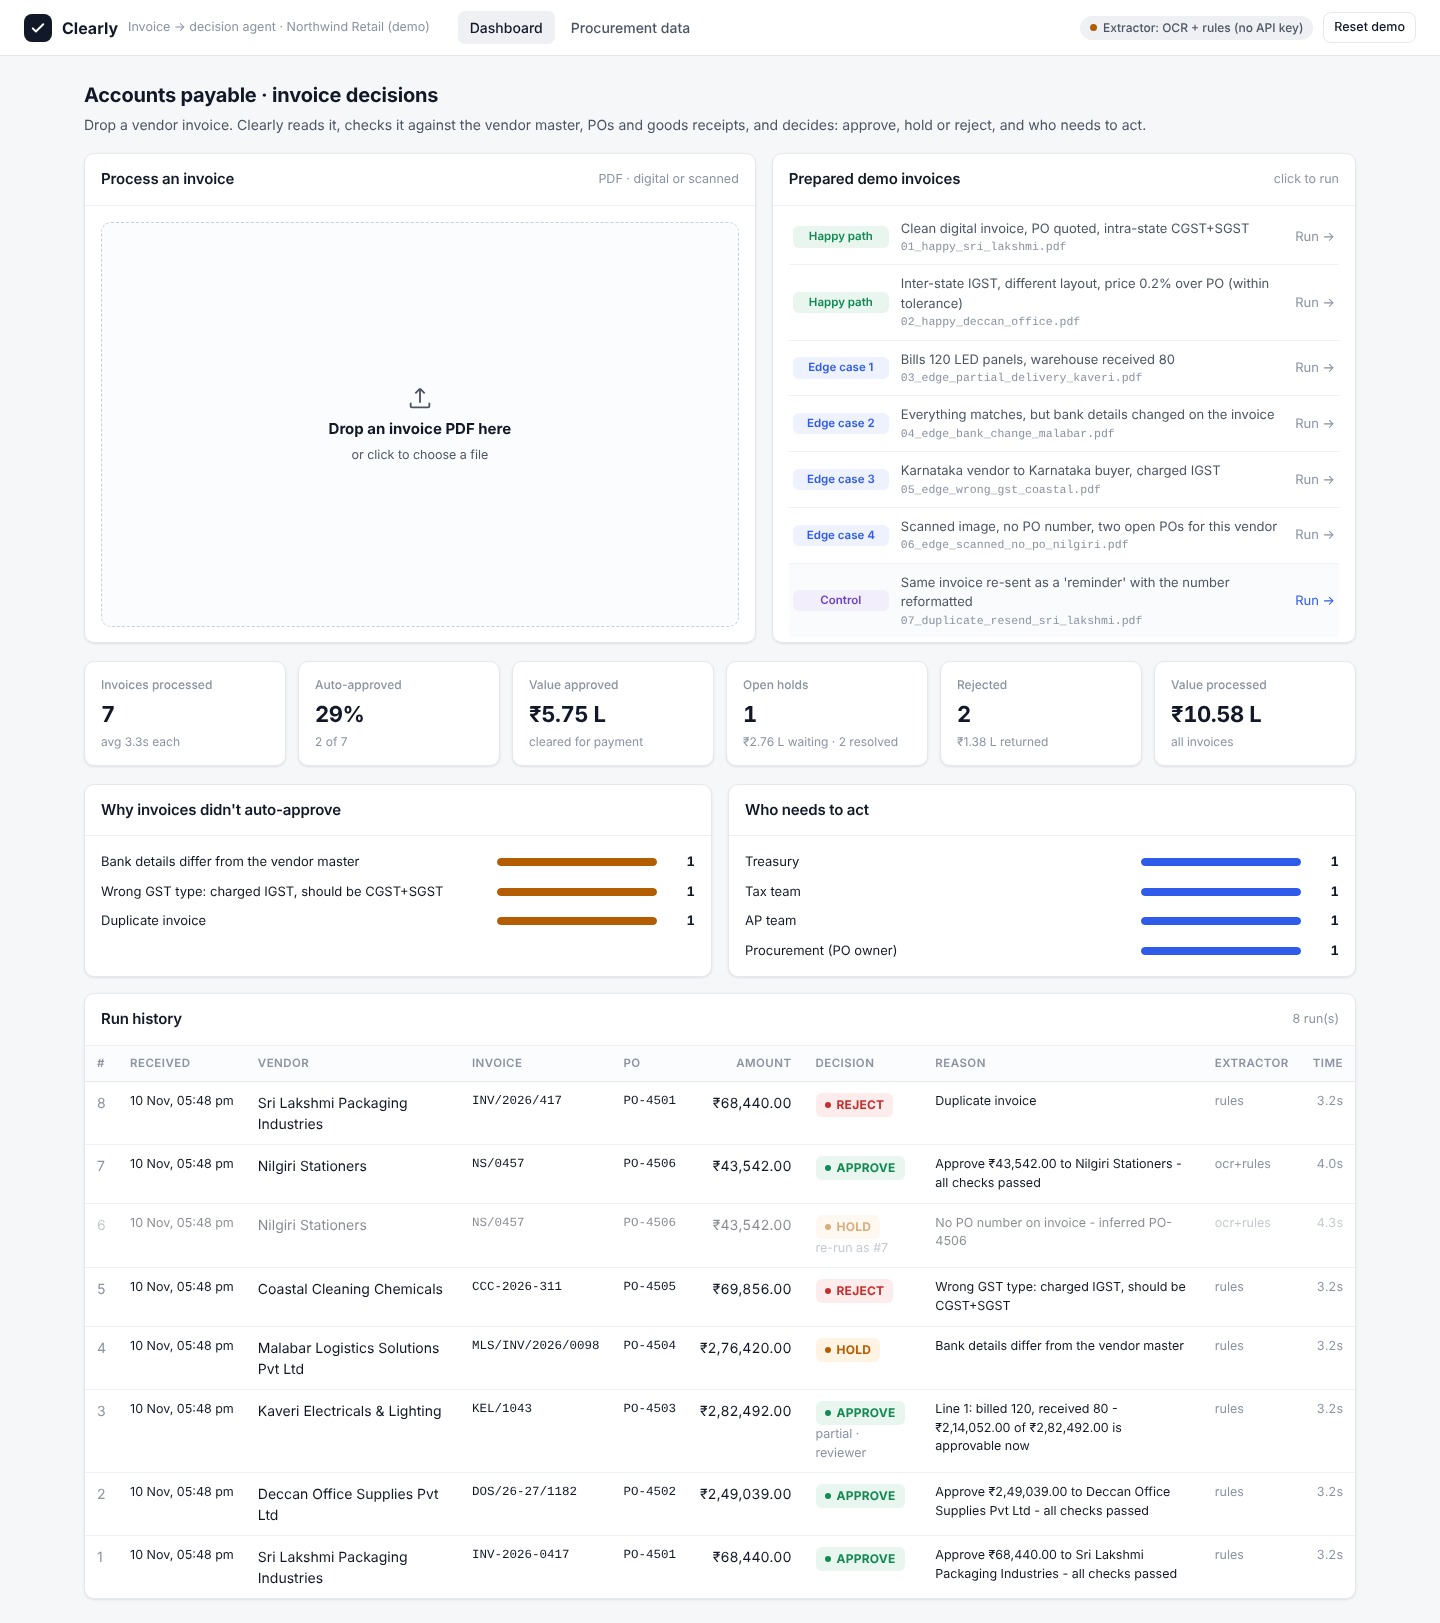 Clearly
Invoice → decision agent · Northwind Retail (demo)
Dashboard
Procurement data
Extractor: OCR + rules (no API key)
Reset demo
Accounts payable · invoice decisions
Drop a vendor invoice. Clearly reads it, checks it against the vendor master, POs and goods receipts, and decides: approve, hold or reject, and who needs to act.
Process an invoice
PDF · digital or scanned
Drop an invoice PDF here
or click to choose a file
Prepared demo invoices
click to run
Happy path
Clean digital invoice, PO quoted, intra-state CGST+SGST
01_happy_sri_lakshmi.pdf
Run →
Happy path
Inter-state IGST, different layout, price 0.2% over PO (within
tolerance)
02_happy_deccan_office.pdf
Run →
Edge case 1
Bills 120 LED panels, warehouse received 80
03_edge_partial_delivery_kaveri.pdf
Run →
Edge case 2
Everything matches, but bank details changed on the invoice
04_edge_bank_change_malabar.pdf
Run →
Edge case 3
Karnataka vendor to Karnataka buyer, charged IGST
05_edge_wrong_gst_coastal.pdf
Run →
Edge case 4
Scanned image, no PO number, two open POs for this vendor
06_edge_scanned_no_po_nilgiri.pdf
Run →
Control
Same invoice re-sent as a 'reminder' with the number
reformatted
07_duplicate_resend_sri_lakshmi.pdf
Run →
Invoices processed
7
avg 3.3s each
Auto-approved
29%
2 of 7
Value approved
₹5.75 L
cleared for payment
Open holds
1
₹2.76 L waiting · 2 resolved
Rejected
2
₹1.38 L returned
Value processed
₹10.58 L
all invoices
Why invoices didn't auto-approve
Bank details differ from the vendor master 1
Wrong GST type: charged IGST, should be CGST+SGST 1
Duplicate invoice 1
Who needs to act
Treasury 1
Tax team 1
AP team 1
Procurement (PO owner) 1
Run history
8 run(s)
# RECEIVED VENDOR INVOICE PO AMOUNT DECISION REASON EXTRACTOR TIME
8 10 Nov, 05:48 pm Sri Lakshmi Packaging INV/2026/417 PO-4501 ₹68,440.00 REJECT Duplicate invoice rules 3.2s
Industries
7 10 Nov, 05:48 pm Nilgiri Stationers NS/0457 PO-4506 ₹43,542.00 APPROVE Approve ₹43,542.00 to Nilgiri Stationers - ocr+rules 4.0s
all checks passed
6 10 Nov, 05:48 pm Nilgiri Stationers NS/0457 PO-4506 ₹43,542.00 HOLD No PO number on invoice - inferred PO- ocr+rules 4.3s
re-run as #7 4506
5 10 Nov, 05:48 pm Coastal Cleaning Chemicals CCC-2026-311 PO-4505 ₹69,856.00 REJECT Wrong GST type: charged IGST, should be rules 3.2s
CGST+SGST
4 10 Nov, 05:48 pm Malabar Logistics Solutions MLS/INV/2026/0098 PO-4504 ₹2,76,420.00 HOLD Bank details differ from the vendor master rules 3.2s
Pvt Ltd
3 10 Nov, 05:48 pm Kaveri Electricals & Lighting KEL/1043 PO-4503 ₹2,82,492.00 APPROVE Line 1: billed 120, received 80 - rules 3.2s
partial · ₹2,14,052.00 of ₹2,82,492.00 is
reviewer approvable now
2 10 Nov, 05:48 pm Deccan Office Supplies Pvt DOS/26-27/1182 PO-4502 ₹2,49,039.00 APPROVE Approve ₹2,49,039.00 to Deccan Office rules 3.2s
Ltd Supplies Pvt Ltd - all checks passed
1 10 Nov, 05:48 pm Sri Lakshmi Packaging INV-2026-0417 PO-4501 ₹68,440.00 APPROVE Approve ₹68,440.00 to Sri Lakshmi rules 3.2s
Industries Packaging Industries - all checks passed